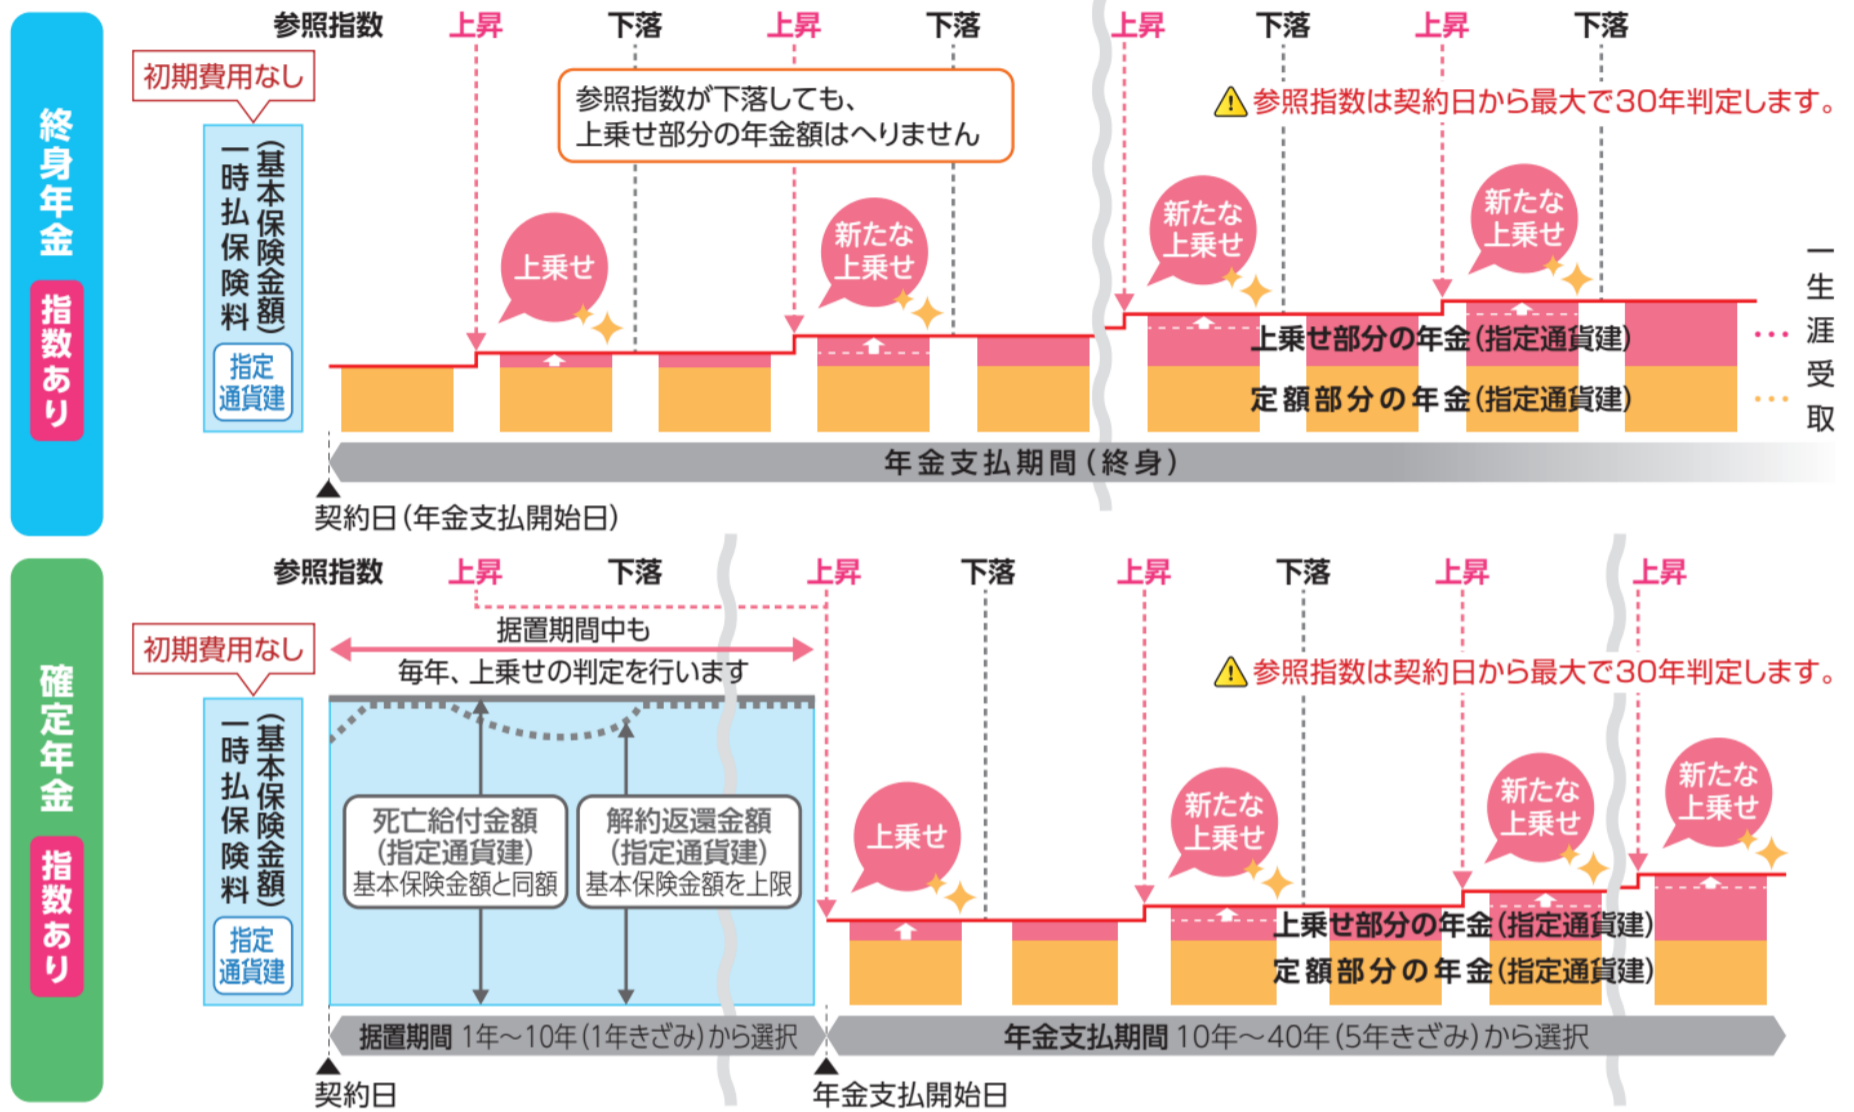 終身年金
指数あり
参照指数
上昇
下落
上昇
下落
上昇
下落
上昇
下落
初期費用なし
参照指数が下落しても、
上乗せ部分の年金額はへりません
参照指数は契約日から最大で30年判定します。
一時払保険料
(基本保険金額)
指定
通貨建
上乗せ
新たな
上乗せ
新たな
上乗せ
新たな
上乗せ
上乗せ部分の年金(指定通貨建)
定額部分の年金(指定通貨建)
…
…
一生涯受取
年金支払期間(終身)
契約日(年金支払開始日)
確定年金
指数あり
参照指数
上昇
下落
上昇
下落
上昇
下落
上昇
上昇
初期費用なし
据置期間中も
毎年、上乗せの判定を行います
参照指数は契約日から最大で30年判定します。
一時払保険料
(基本保険金額)
指定
通貨建
死亡給付金額
(指定通貨建)
基本保険金額と同額
解約返還金額
(指定通貨建)
基本保険金額を上限
上乗せ
新たな
上乗せ
新たな
上乗せ
新たな
上乗せ
上乗せ部分の年金(指定通貨建)
定額部分の年金(指定通貨建)
据置期間 1年〜10年(1年きざみ)から選択
年金支払期間 10年〜40年(5年きざみ)から選択
契約日
年金支払開始日